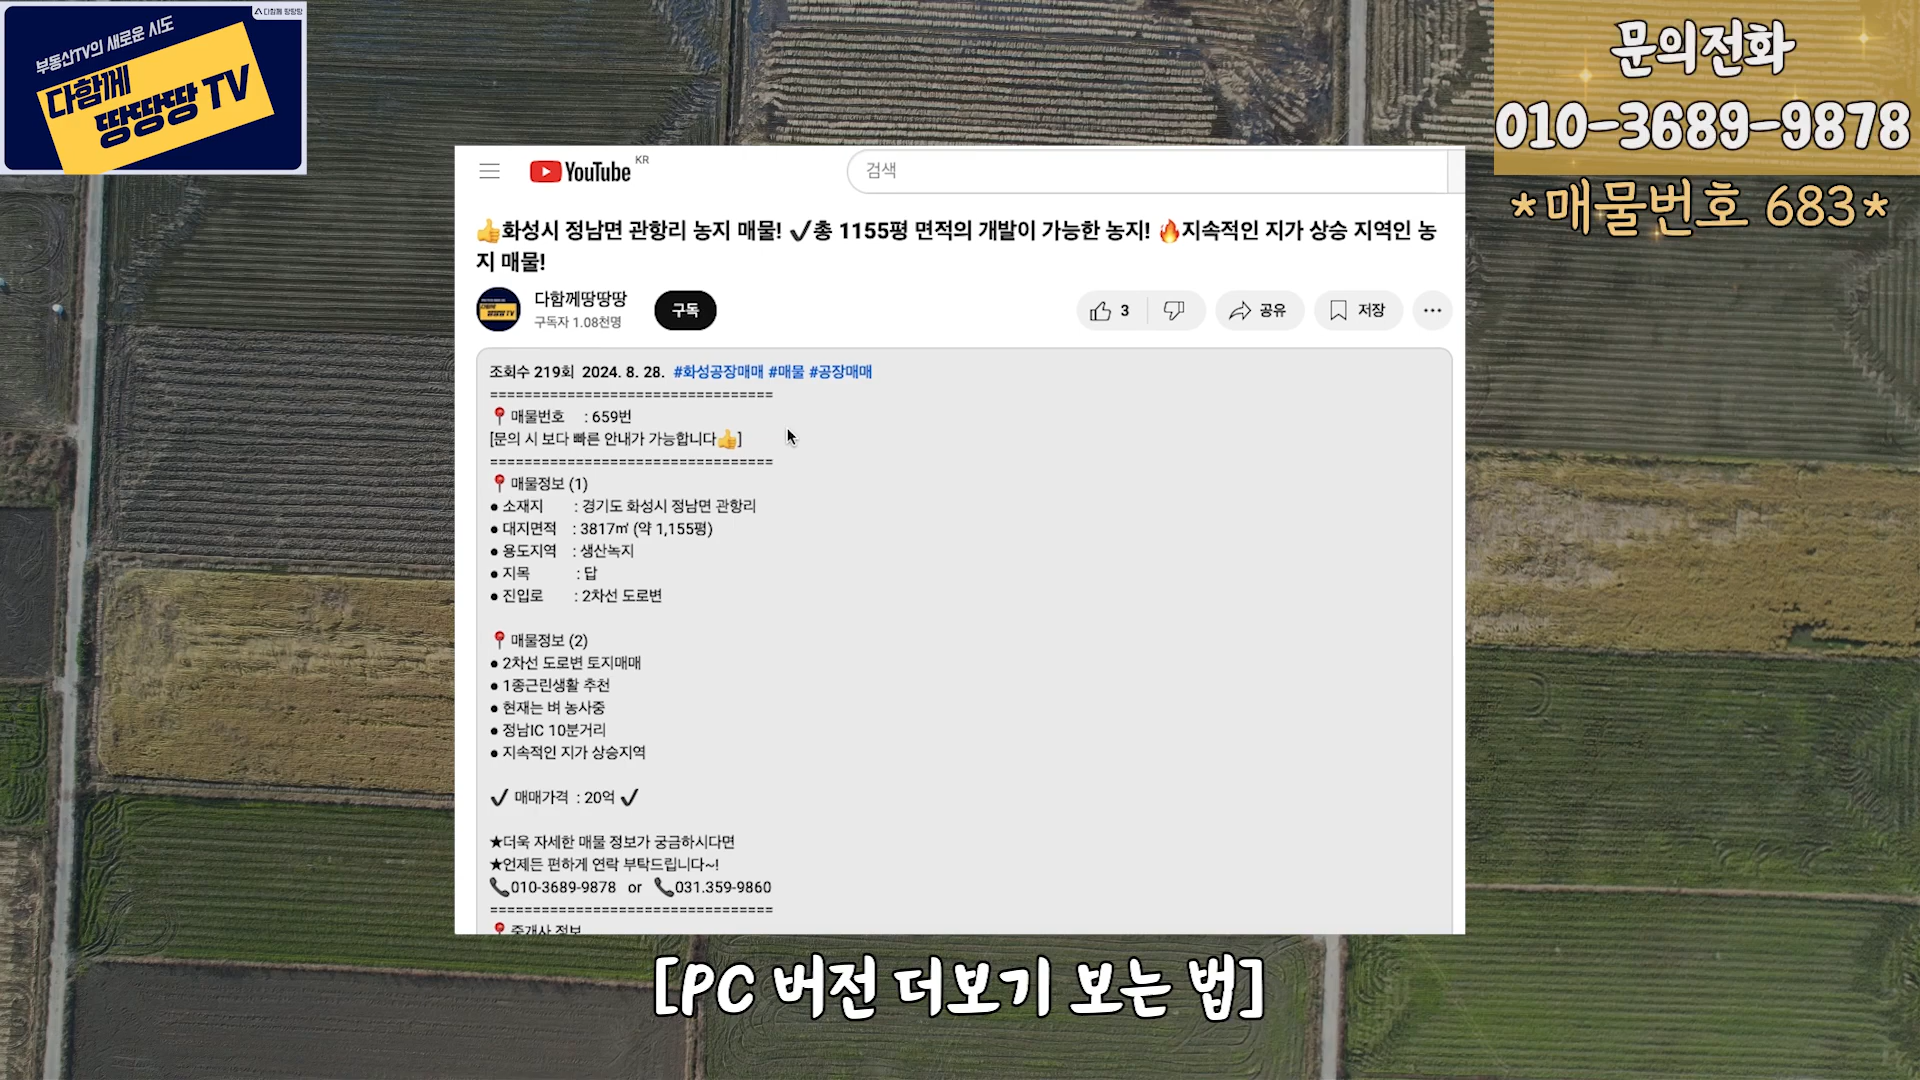 다함께 땅땅땅
부동산TV의 새로운 시도
다함께
땅땅땅 TV
문의전화
010-3689-9878
*매물번호 683*
YouTube KR
검색
👍화성시 정남면 관항리 농지 매물! ✔총 1155평 면적의 개발이 가능한 농지! 🔥지속적인 지가 상승 지역인 농
지 매물!
다함께땅땅땅
구독자 1.08천명
구독
3
공유
저장
조회수 219회 2024. 8. 28. #화성공장매매 #매물 #공장매매
=================================
📍매물번호 : 659번
[문의 시 보다 빠른 안내가 가능합니다👍]
=================================
📍매물정보 (1)
● 소재지 : 경기도 화성시 정남면 관항리
● 대지면적 : 3817㎡ (약 1,155평)
● 용도지역 : 생산녹지
● 지목 : 답
● 진입로 : 2차선 도로변
📍매물정보 (2)
● 2차선 도로변 토지매매
● 1종근린생활 추천
● 현재는 벼 농사중
● 정남IC 10분거리
● 지속적인 지가 상승지역
✔ 매매가격 : 20억 ✔
★더욱 자세한 매물 정보가 궁금하시다면
★언제든 편하게 연락 부탁드립니다~!
📞010-3689-9878 or 📞031.359-9860
=================================
📍중개사 정보
[PC 버전 더보기 보는 법]